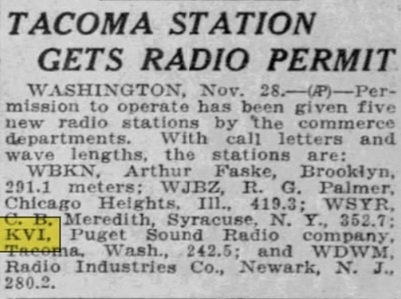 TACOMA STATION
GETS RADIO PERMIT
WASHINGTON, Nov. 28.—(AP)—Per-
mission to operate has been given five
new radio stations by the commerce
departments. With call letters and
wave lengths, the stations are:
WBKN, Arthur Faske, Brooklyn,
291.1 meters; WJBZ, R. G. Palmer,
Chicago Heights, Ill., 419.3; WSYR,
C. B. Meredith, Syracuse, N. Y., 352.7;
KVI, Puget Sound Radio company,
Tacoma, Wash., 242.5; and WDWM,
Radio Industries Co., Newark, N. J.,
280.2.